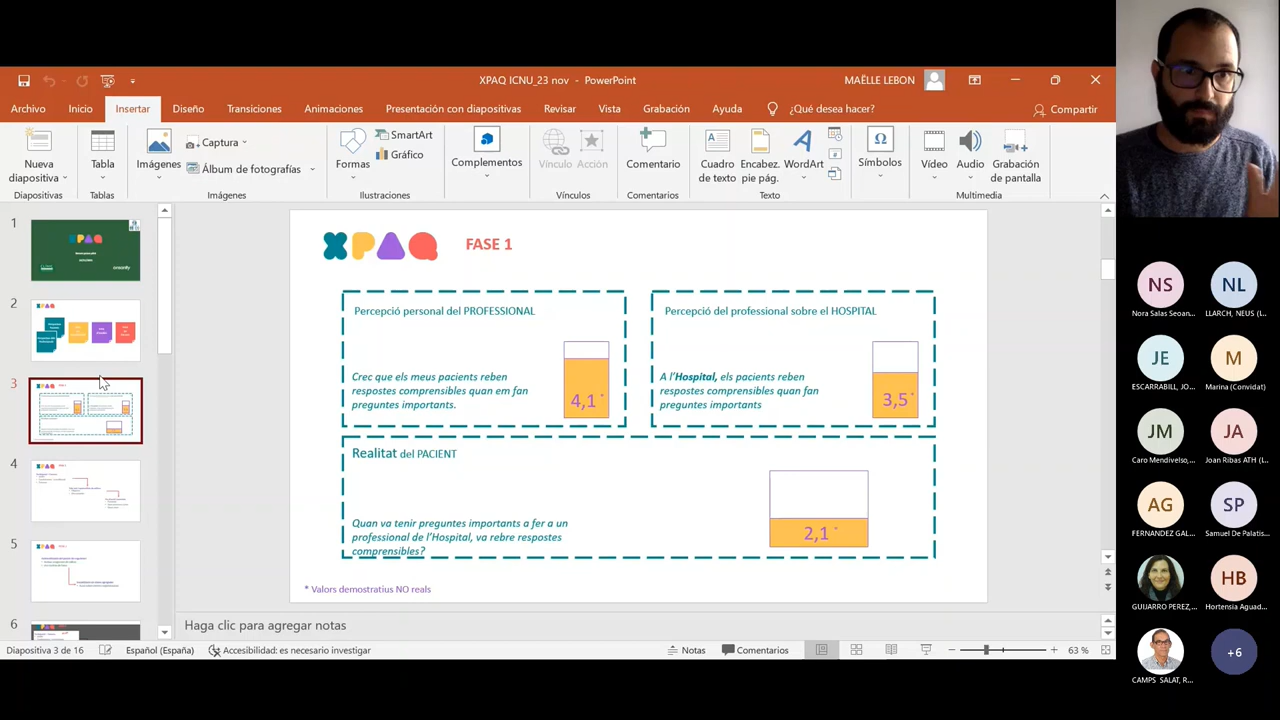 XPAQ ICNU_23 nov - PowerPoint
MAËLLE LEBON
Archivo
Inicio
Insertar
Diseño
Transiciones
Animaciones
Presentación con diapositivas
Revisar
Vista
Grabación
Ayuda
¿Qué desea hacer?
Compartir
Nueva
diapositiva
Tabla
Imágenes
Captura
Álbum de fotografías
Formas
SmartArt
Gráfico
Complementos
Vínculo
Acción
Comentario
Cuadro
de texto
Encabez.
pie pág.
WordArt
Símbolos
Vídeo
Audio
Grabación
de pantalla
Diapositivas
Tablas
Imágenes
Ilustraciones
Vínculos
Comentarios
Texto
Multimedia
1
2
3
4
5
6
XPAQ
FASE 1
Percepció personal del PROFESSIONAL
Crec que els meus pacients reben
respostes comprensibles quan em fan
preguntes importants.
4,1 *
Percepció del professional sobre el HOSPITAL
A l'Hospital, els pacients reben
respostes comprensibles quan fan
preguntes importants
3,5 *
Realitat del PACIENT
Quan va tenir preguntes importants a fer a un
professional de l'Hospital, va rebre respostes
comprensibles?
2,1 *
* Valors demostratius NO reals
Haga clic para agregar notas
Diapositiva 3 de 16
Español (España)
Accesibilidad: es necesario investigar
Notas
Comentarios
63 %
NS
Nora Salas Seoan...
NL
LLARCH, NEUS (L...
JE
ESCARRABILL, JO...
M
Marina (Convidat)
JM
Caro Mendivelso,...
JA
Joan Ribas ATH (L...
AG
FERNANDEZ GAL...
SP
Samuel De Palatis...
GUIJARRO PEREZ,...
HB
Hortensia Aguad...
CAMPS SALAT, R...
+6